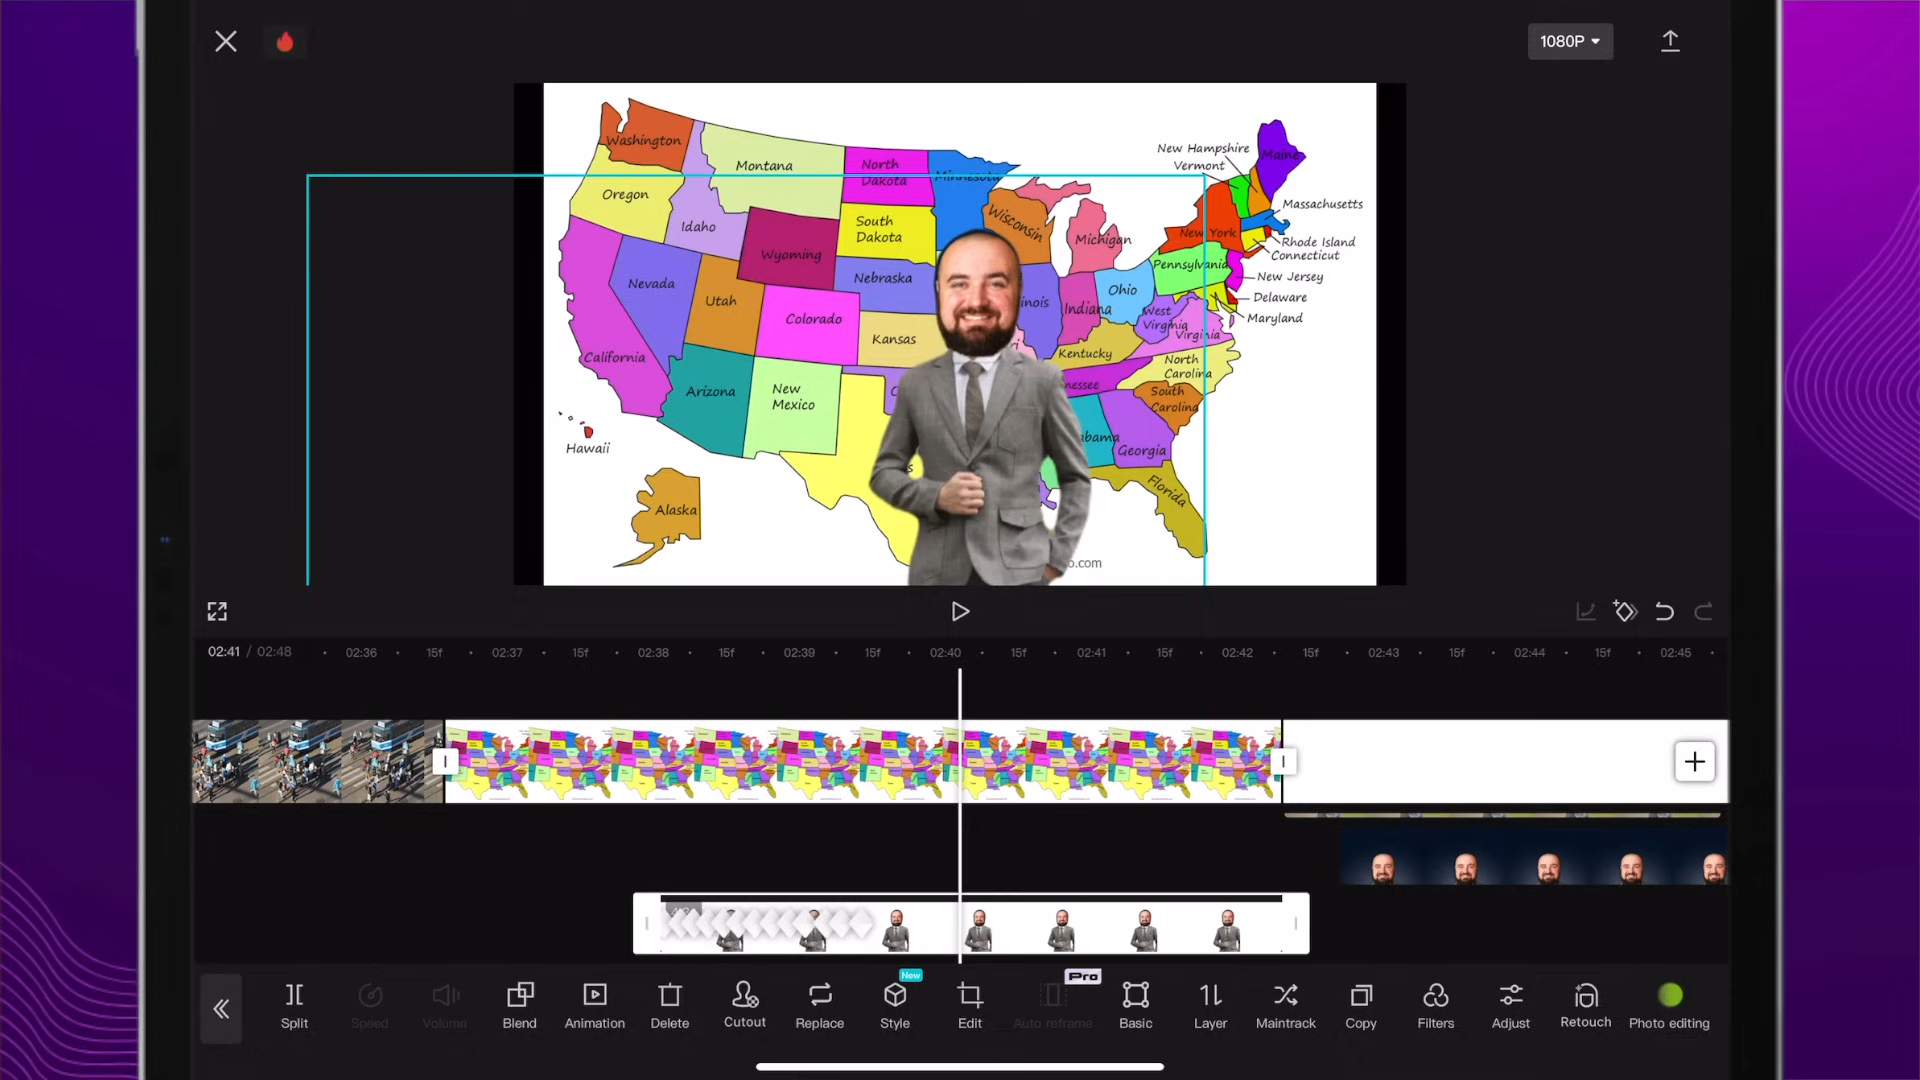 1080P
Washington
Montana
North
Dakota
Minnesota
Oregon
Idaho
Wyoming
South
Dakota
Wisconsin
Michigan
New Hampshire
Vermont
Maine
Massachusetts
New York
Rhode Island
Connecticut
Pennsylvania
New Jersey
Delaware
Maryland
Nevada
Utah
Colorado
Nebraska
Kansas
inois
Indiana
Ohio
West
Virginia
Virginia
Kentucky
North
Carolina
nessee
South
Carolina
California
Arizona
New
Mexico
abama
Georgia
Florida
Hawaii
Alaska
o.com
02:41 / 02:48
02:36
15f
02:37
15f
02:38
15f
02:39
15f
02:40
15f
02:41
15f
02:42
15f
02:43
15f
02:44
15f
02:45
New
Pro
Split
Speed
Volume
Blend
Animation
Delete
Cutout
Replace
Style
Edit
Auto reframe
Basic
Layer
Maintrack
Copy
Filters
Adjust
Retouch
Photo editing